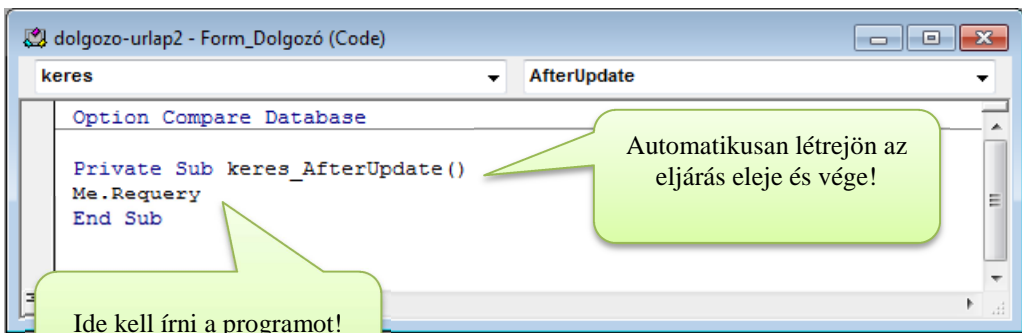 dolgozo-urlap2 - Form_Dolgozó (Code)
keres AfterUpdate
Option Compare Database
Private Sub keres_AfterUpdate()
Me.Requery
End Sub
Automatikusan létrejön az
eljárás eleje és vége!
Ide kell írni a programot!